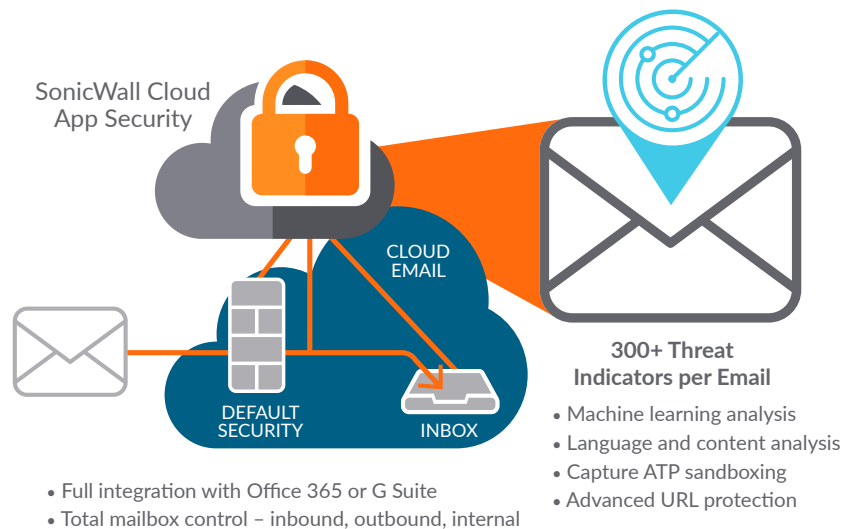 SonicWall Cloud
App Security
CLOUD
EMAIL
DEFAULT
SECURITY
INBOX
300+ Threat
Indicators per Email
• Machine learning analysis
• Language and content analysis
• Capture ATP sandboxing
• Advanced URL protection
• Full integration with Office 365 or G Suite
• Total mailbox control – inbound, outbound, internal